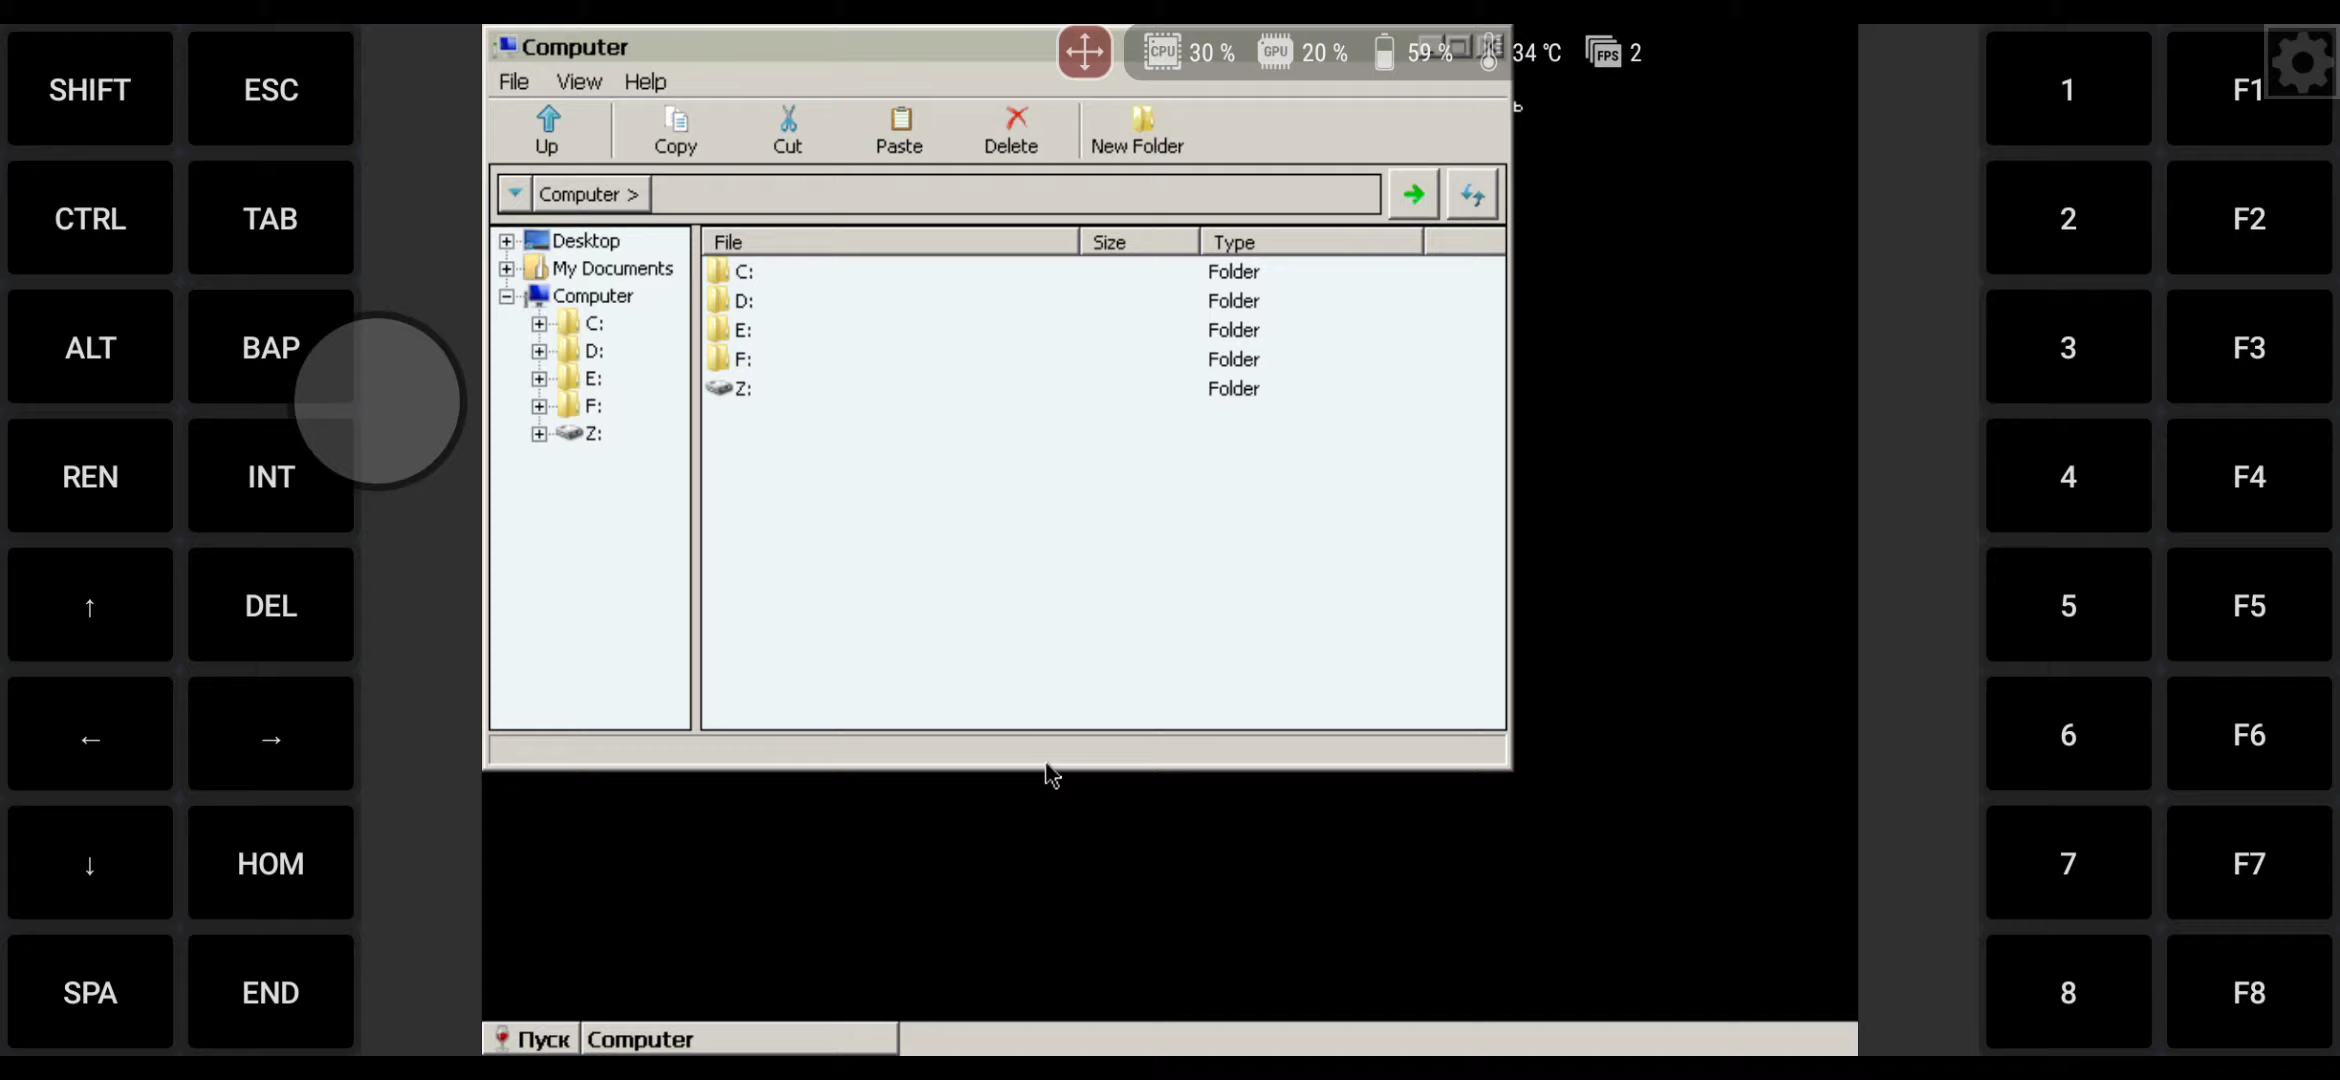 SHIFT ESC
CTRL TAB
ALT BAP
REN INT
↑ DEL
← →
↓ HOM
SPA END
Computer
CPU 30 % GPU 20 % 59 % 34 °C FPS 2
File View Help
ь
Up Copy Cut Paste Delete New Folder
Computer >
Desktop
My Documents
Computer
C:
D:
E:
F:
Z:
File Size Type
C: Folder
D: Folder
E: Folder
F: Folder
Z: Folder
Пуск Computer
1 F1
2 F2
3 F3
4 F4
5 F5
6 F6
7 F7
8 F8